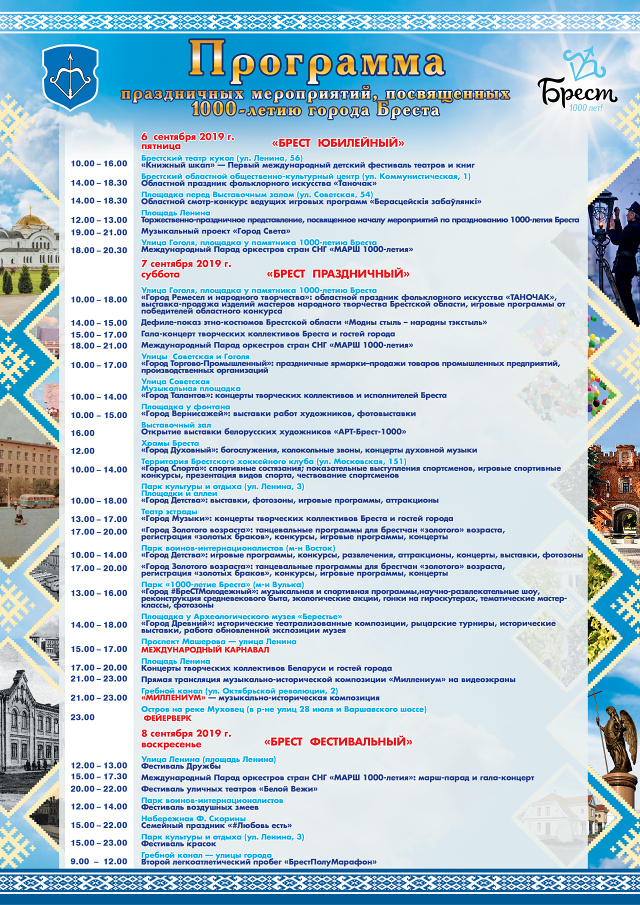 Программа
праздничных мероприятий, посвященных
1000-летию города Бреста
Брест
1000 лет!
6 сентября 2019 г.
пятница
«БРЕСТ ЮБИЛЕЙНЫЙ»
Брестский театр кукол (ул. Ленина, 56)
10.00 – 16.00 «Книжный шкап» — Первый международный детский фестиваль театров и книг
Брестский областной общественно-культурный центр (ул. Коммунистическая, 1)
14.00 – 18.30 Областной праздник фольклорного искусства «Таночак»
Площадка перед Выставочным залом (ул. Советская, 54)
14.00 – 18.30 Областной смотр-конкурс ведущих игровых программ «Берасцейскія забаўлянкі»
Площадь Ленина
12.00 – 13.00 Торжественно-праздничное представление, посвященное началу мероприятий по празднованию 1000-летия Бреста
19.00 – 21.00 Музыкальный проект «Город Света»
Улица Гоголя, площадка у памятника 1000-летию Бреста
18.00 – 20.30 Международный Парад оркестров стран СНГ «МАРШ 1000-летия»
7 сентября 2019 г.
суббота
«БРЕСТ ПРАЗДНИЧНЫЙ»
Улица Гоголя, площадка у памятника 1000-летию Бреста
10.00 – 18.00 «Город Ремесел и народного творчества»: областной праздник фольклорного искусства «ТАНОЧАК»,
выставка-продажа изделий мастеров народного творчества Брестской области, игровые программы от
победителей областного конкурса
14.00 – 15.00 Дефиле-показ этно-костюмов Брестской области «Модны стыль – народны тэкстыль»
15.00 – 17.00 Гала-концерт творческих коллективов Бреста и гостей города
18.00 – 21.00 Международный Парад оркестров стран СНГ «МАРШ 1000-летия»
Улицы Советская и Гоголя
10.00 – 17.00 «Город Торгово-Промышленный»: праздничные ярмарки-продажи товаров промышленных предприятий,
производственных организаций
Улица Советская
Музыкальная площадка
10.00 – 14.00 «Город Талантов»: концерты творческих коллективов и исполнителей Бреста
Площадка у фонтана
10.00 – 15.00 «Город Вернисажей»: выставки работ художников, фотовыставки
Выставочный зал
16.00 Открытие выставки белорусских художников «АРТ-Брест-1000»
Храмы Бреста
12.00 «Город Духовный»: богослужения, колокольные звоны, концерты духовной музыки
Территория Брестского хоккейного клуба (ул. Московская, 151)
10.00 – 14.00 «Город Спорта»: спортивные состязания; показательные выступления спортсменов, игровые спортивные
конкурсы, презентация видов спорта, чествование спортсменов
Парк культуры и отдыха (ул. Ленина, 3)
Площадки и аллеи
10.00 – 18.00 «Город Детства»: выставки, фотозоны, игровые программы, аттракционы
Театр эстрады
13.00 – 17.00 «Город Музыки»: концерты творческих коллективов Бреста и гостей города
17.00 – 20.00 «Город Золотого возраста»: танцевальные программы для брестчан «золотого» возраста,
регистрация «золотых браков», конкурсы, игровые программы, концерты
Парк воинов-интернационалистов (м-н Восток)
10.00 – 14.00 «Город Детства»: игровые программы, конкурсы, развлечения, аттракционы, концерты, выставки, фотозоны
17.00 – 20.00 «Город Золотого возраста»: танцевальные программы для брестчан «золотого» возраста,
регистрация «золотых браков», конкурсы, игровые программы, концерты
Парк «1000-летие Бреста» (м-н Вулька)
13.00 – 16.00 «Город #БреСТМолодежный»: музыкальная и спортивная программы,научно-развлекательные шоу,
реконструкция средневекового быта, экологические акции, гонки на гироскутерах, тематические мастер-
классы, фотозоны
Площадка у Археологического музея «Берестье»
14.00 – 18.00 «Город Древний»: исторические театрализованные композиции, рыцарские турниры, исторические
выставки, работа обновленной экспозиции музея
Проспект Машерова — улица Ленина
15.00 – 17.00 МЕЖДУНАРОДНЫЙ КАРНАВАЛ
Площадь Ленина
17.00 – 20.00 Концерты творческих коллективов Беларуси и гостей города
21.00 – 23.00 Прямая трансляция музыкально-исторической композиции «Миллениум» на видеоэкраны
Гребной канал (ул. Октябрьской революции, 2)
21.00 – 23.00 «МИЛЛЕНИУМ» — музыкально-историческая композиция
Остров на реке Муховец (в р-не улиц 28 июля и Варшавского шоссе)
23.00 ФЕЙЕРВЕРК
8 сентября 2019 г.
воскресенье
«БРЕСТ ФЕСТИВАЛЬНЫЙ»
Улица Ленина (площадь Ленина)
12.00 – 13.00 Фестиваль Дружбы
15.00 – 17.30 Международный Парад оркестров стран СНГ «МАРШ 1000-летия»: марш-парад и гала-концерт
20.00 – 22.00 Фестиваль уличных театров «Белой Вежи»
Парк воинов-интернационалистов
12.00 – 14.00 Фестиваль воздушных змеев
Набережная Ф. Скорины
15.00 – 22.00 Семейный праздник «#Любовь есть»
Парк культуры и отдыха (ул. Ленина, 3)
15.00 – 23.00 Фестиваль красок
Гребной канал — улицы города
9.00 – 12.00 Второй легкоатлетический пробег «БрестПолуМарафон»